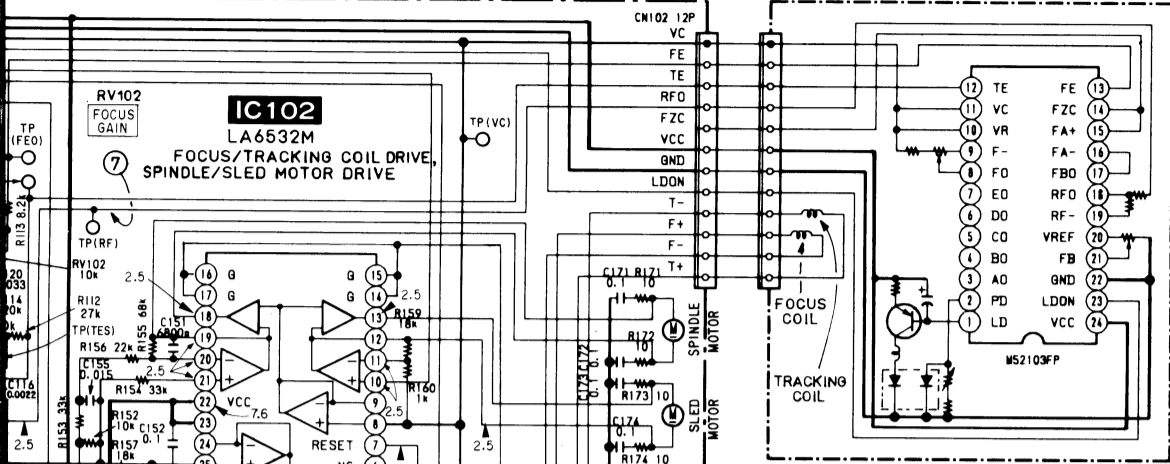 CN102 12P
VC
FE
TE
RFO
FZC
VCC
GND
LDON
T-
F+
F-
T+
RV102
FOCUS
GAIN
7
IC102
LA6532M
FOCUS/TRACKING COIL DRIVE,
SPINDLE/SLED MOTOR DRIVE
TP
(FEO)
TP(VC)
TP(RF)
R113 8.2k
RV102
10k
R112
27k
TP(TES)
R156 22k
C155
0.015
R155 68k
C151
6800p
R154 33k
R153 33k
R152
10k
R157
18k
C152
0.1
C116
0.0022
2.5
2.5
2.5
16 G
17 G
18
19
20
21
22 VCC
23
24
25
7.6
G 15
G 14
13
12
11
10
9
8
RESET 7
2.5
R159
18k
R160
1k
2.5
2.5
C171
0.1
R171
10
R172
10
C172
0.1
C173
0.1
R173 10
C174
0.1
R174 10
M
SPINDLE
MOTOR
M
SLED
MOTOR
FOCUS
COIL
TRACKING
COIL
12 TE
11 VC
10 VR
9 F-
8 FO
7 EO
6 DO
5 CO
4 BO
3 AO
2 PD
1 LD
FE 13
FZC 14
FA+ 15
FA- 16
FBO 17
RFO 18
RF- 19
VREF 20
FB 21
GND 22
LDON 23
VCC 24
M52103FP